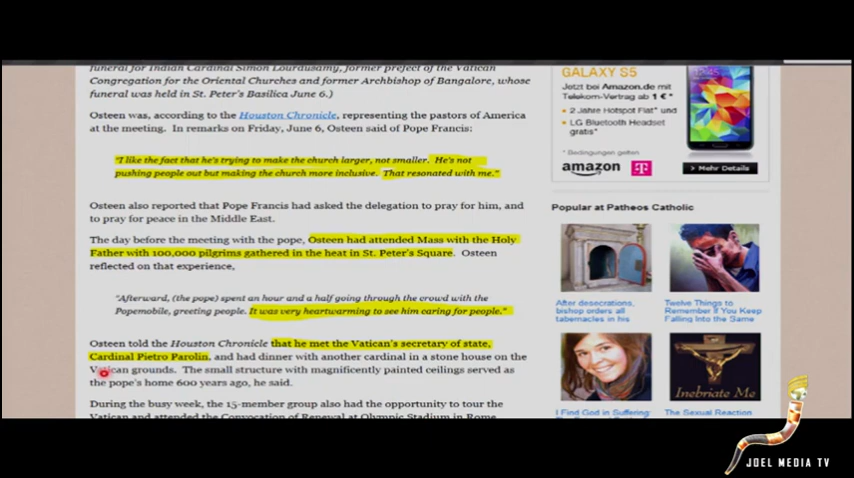 funeral for Indian Cardinal Simon Lourdusamy, former prefect of the Vatican
Congregation for the Oriental Churches and former Archbishop of Bangalore, whose
funeral was held in St. Peter's Basilica June 6.)
Osteen was, according to the Houston Chronicle, representing the pastors of America
at the meeting. In remarks on Friday, June 6, Osteen said of Pope Francis:
"I like the fact that he's trying to make the church larger, not smaller. He's not
pushing people out but making the church more inclusive. That resonated with me."
Osteen also reported that Pope Francis had asked the delegation to pray for him, and
to pray for peace in the Middle East.
The day before the meeting with the pope, Osteen had attended Mass with the Holy
Father with 100,000 pilgrims gathered in the heat in St. Peter's Square. Osteen
reflected on that experience,
"Afterward, (the pope) spent an hour and a half going through the crowd with the
Popemobile, greeting people. It was very heartwarming to see him caring for people."
Osteen told the Houston Chronicle that he met the Vatican's secretary of state,
Cardinal Pietro Parolin, and had dinner with another cardinal in a stone house on the
Vatican grounds. The small structure with magnificently painted ceilings served as
the pope's home 600 years ago, he said.
During the busy week, the 15-member group also had the opportunity to tour the
Vatican and attended the Convocation of Renewal at Olympic Stadium in Rome
GALAXY S5
Jetzt bei Amazon.de mit
Telekom-Vertrag ab 1 €*
• 2 Jahre Hotspot Flat* und
• LG Bluetooth Headset
gratis*
* Bedingungen gelten
12:45
amazon
T
> Mehr Details
Popular at Patheos Catholic
After desecrations,
bishop orders all
tabernacles in his
Twelve Things to
Remember If You Keep
Falling Into the Same
Inebriate Me
I Find God in Suffering:
The Sexual Reaction
JOEL MEDIA TV